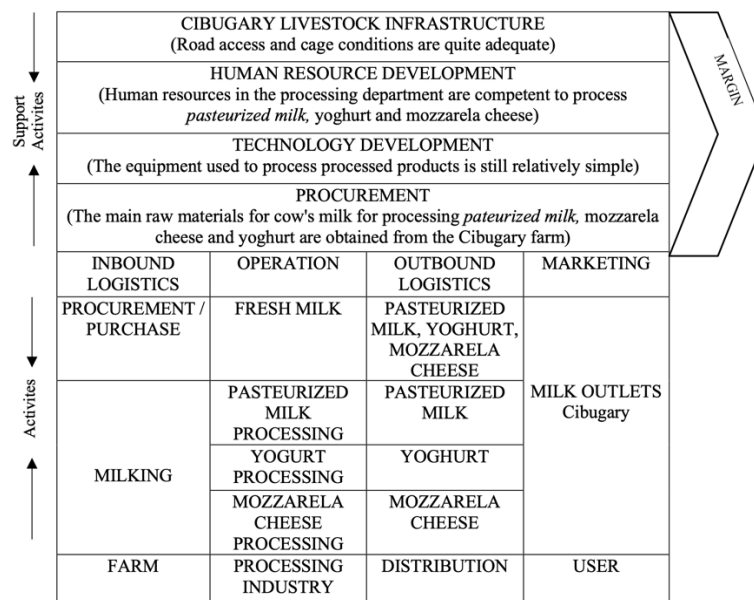 CIBUGARY LIVESTOCK INFRASTRUCTURE
(Road access and cage conditions are quite adequate)
HUMAN RESOURCE DEVELOPMENT
(Human resources in the processing department are competent to process
pasteurized milk, yoghurt and mozzarela cheese)
TECHNOLOGY DEVELOPMENT
(The equipment used to process processed products is still relatively simple)
PROCUREMENT
(The main raw materials for cow's milk for processing pateurized milk, mozzarela
cheese and yoghurt are obtained from the Cibugary farm)
Support
Activites
MARGIN
INBOUND
LOGISTICS
OPERATION
OUTBOUND
LOGISTICS
MARKETING
PROCUREMENT /
PURCHASE
FRESH MILK
PASTEURIZED
MILK, YOGHURT,
MOZZARELA
CHEESE
Activites
MILKING
PASTEURIZED
MILK
PROCESSING
PASTEURIZED
MILK
MILK OUTLETS
Cibugary
YOGURT
PROCESSING
YOGHURT
MOZZARELA
CHEESE
PROCESSING
MOZZARELA
CHEESE
FARM
PROCESSING
INDUSTRY
DISTRIBUTION
USER